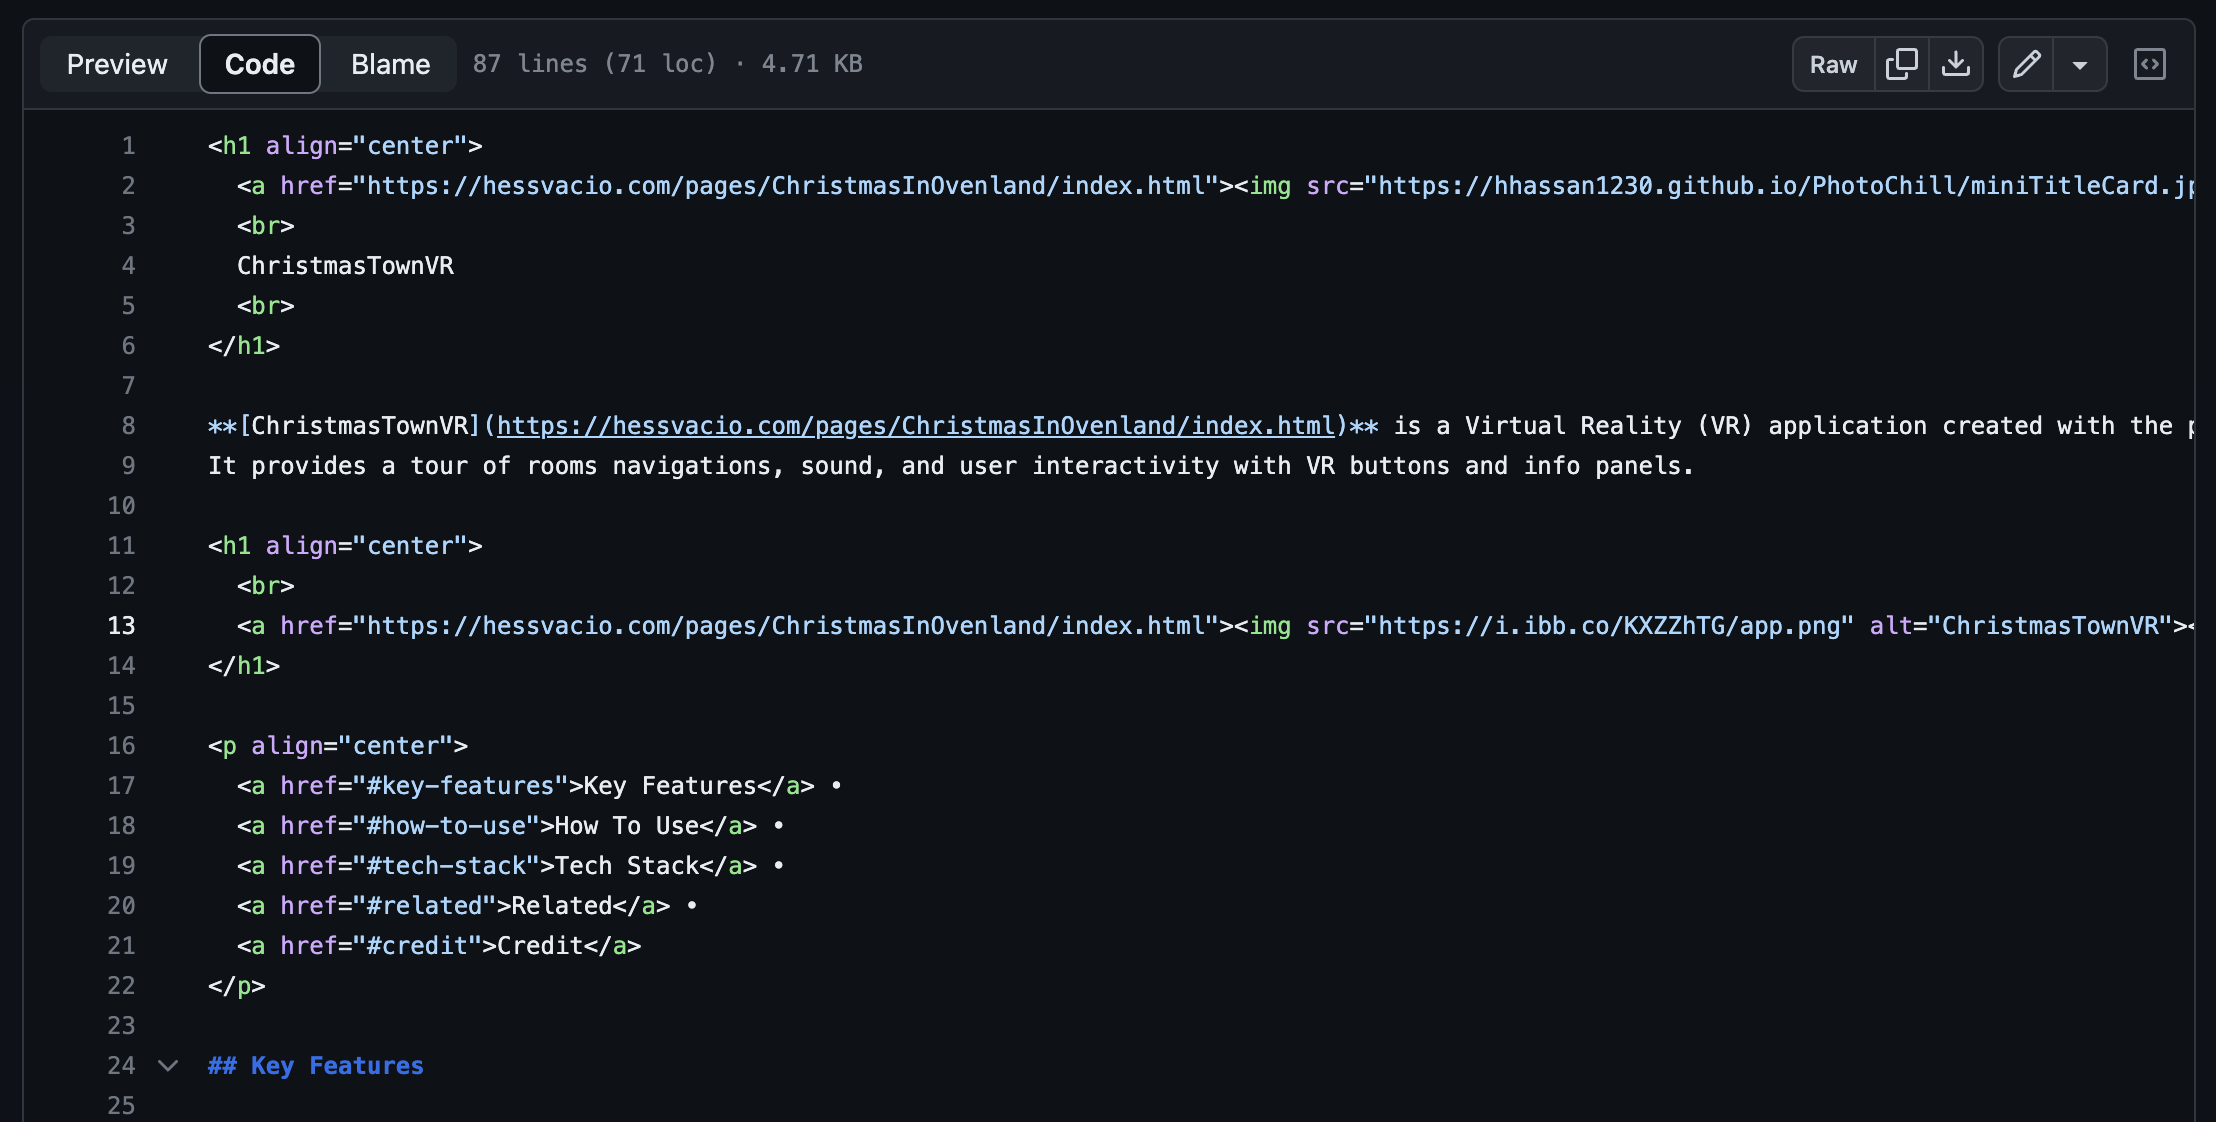 Preview Code Blame 87 lines (71 loc) · 4.71 KB Raw
1 <h1 align="center">
2   <a href="https://hessvacio.com/pages/ChristmasInOvenland/index.html"><img src="https://hhassan1230.github.io/PhotoChill/miniTitleCard.jp
3   <br>
4   ChristmasTownVR
5   <br>
6 </h1>
7
8 **[ChristmasTownVR](https://hessvacio.com/pages/ChristmasInOvenland/index.html)** is a Virtual Reality (VR) application created with the p
9 It provides a tour of rooms navigations, sound, and user interactivity with VR buttons and info panels.
10
11 <h1 align="center">
12   <br>
13   <a href="https://hessvacio.com/pages/ChristmasInOvenland/index.html"><img src="https://i.ibb.co/KXZZhTG/app.png" alt="ChristmasTownVR"><
14 </h1>
15
16 <p align="center">
17   <a href="#key-features">Key Features</a> •
18   <a href="#how-to-use">How To Use</a> •
19   <a href="#tech-stack">Tech Stack</a> •
20   <a href="#related">Related</a> •
21   <a href="#credit">Credit</a>
22 </p>
23
24 ## Key Features
25